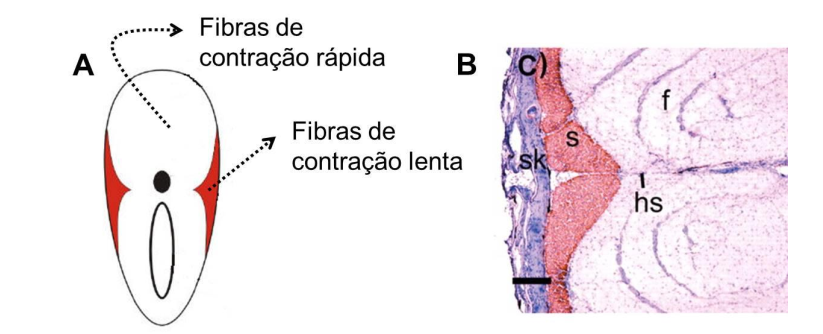 A
Fibras de
contração rápida
Fibras de
contração lenta
B
C)
f
s
sk
hs